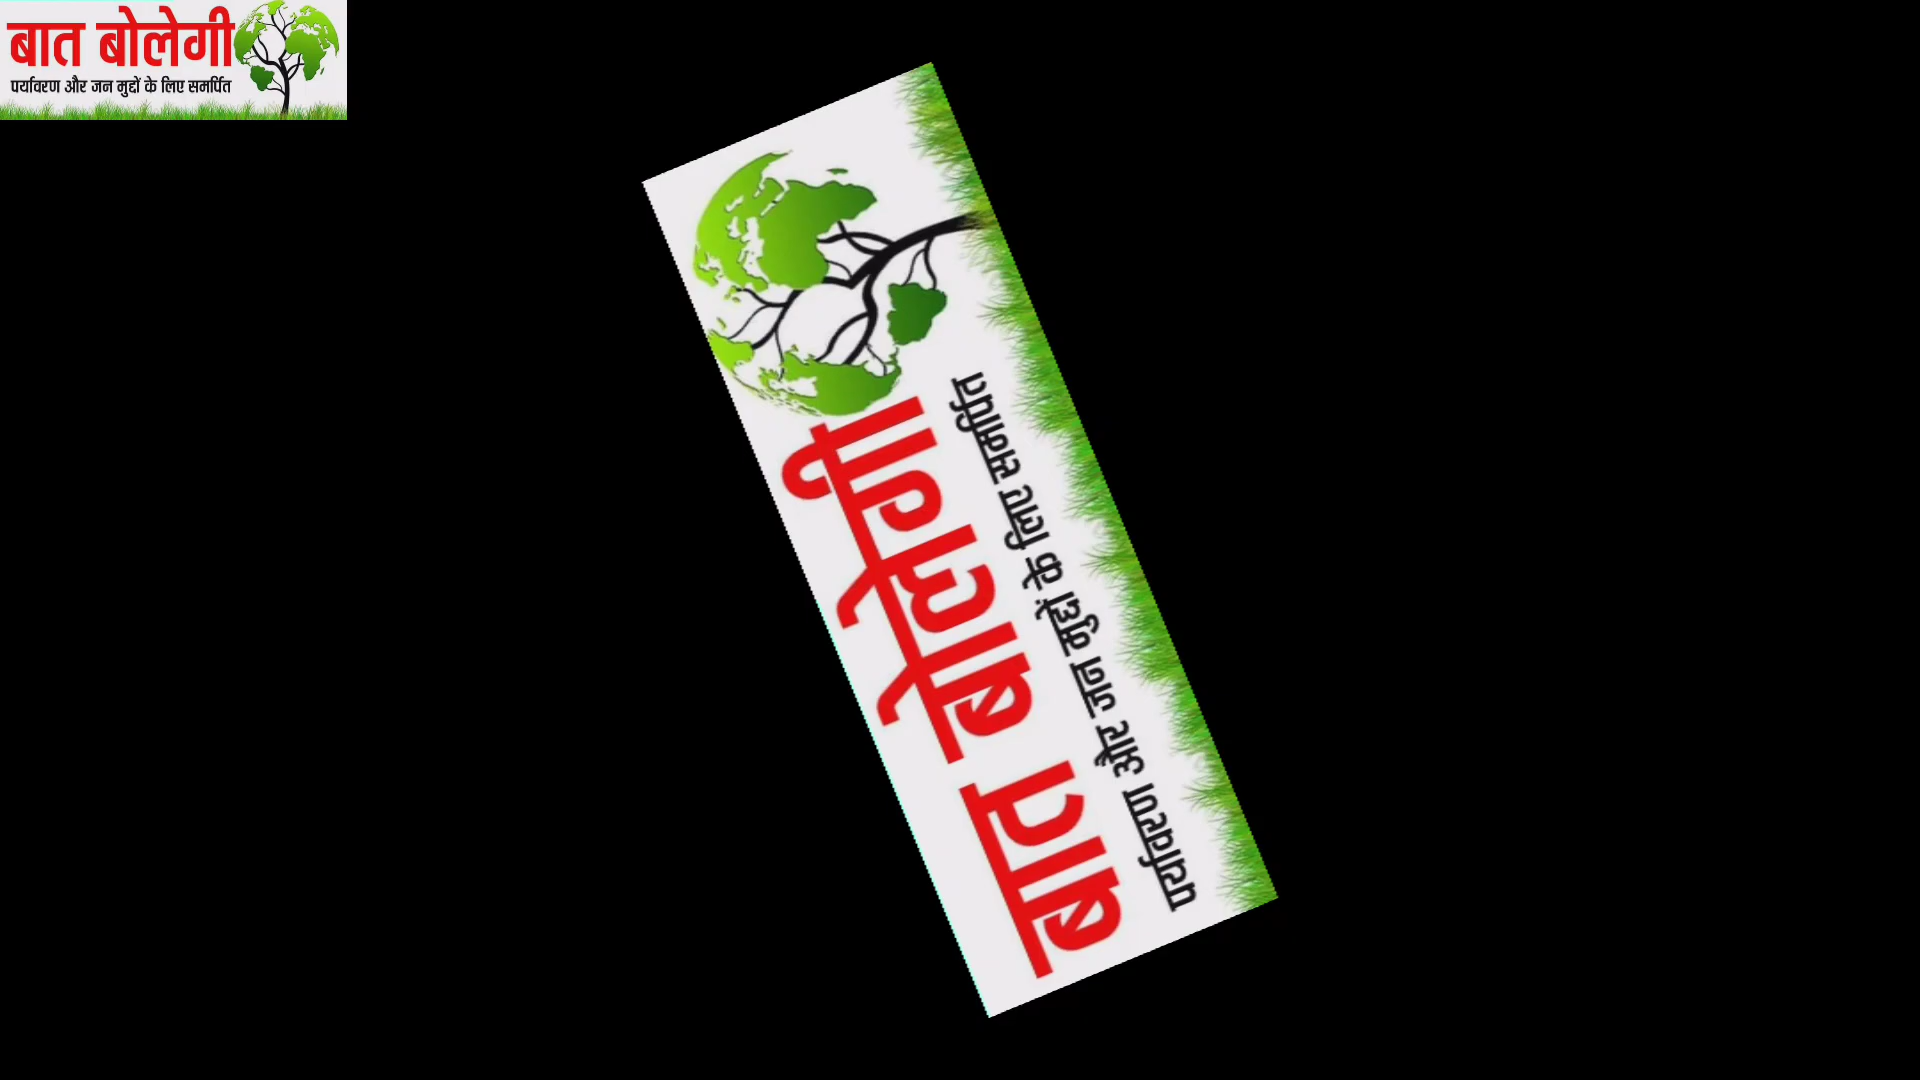 बात बोलेगी
पर्यावरण और जन मुद्दों के लिए समर्पित
बात बोलेगी
पर्यावरण और जन मुद्दों के लिए समर्पित